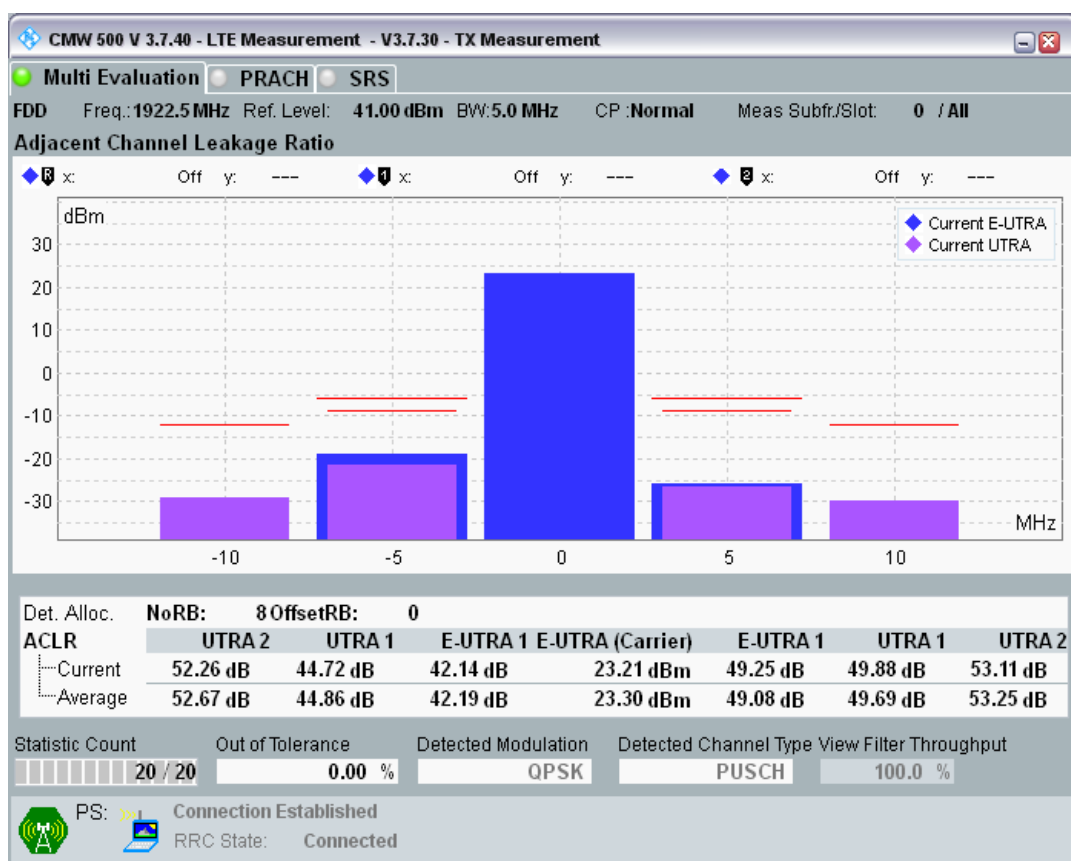 CMW 500 V 3.7.40 - LTE Measurement - V3.7.30 - TX Measurement
Multi Evaluation PRACH SRS
FDD Freq.: 1922.5 MHz Ref. Level: 41.00 dBm BW: 5.0 MHz CP : Normal Meas Subfr./Slot: 0 / All
Adjacent Channel Leakage Ratio
R x: Off y: --- 1 x: Off y: --- 2 x: Off y: ---
dBm
Current E-UTRA
Current UTRA
30
20
10
0
-10
-20
-30
MHz
-10 -5 0 5 10
Det. Alloc. NoRB: 8 OffsetRB: 0
ACLR UTRA 2 UTRA 1 E-UTRA 1 E-UTRA (Carrier) E-UTRA 1 UTRA 1 UTRA 2
Current 52.26 dB 44.72 dB 42.14 dB 23.21 dBm 49.25 dB 49.88 dB 53.11 dB
Average 52.67 dB 44.86 dB 42.19 dB 23.30 dBm 49.08 dB 49.69 dB 53.25 dB
Statistic Count Out of Tolerance Detected Modulation Detected Channel Type View Filter Throughput
20 / 20 0.00 % QPSK PUSCH 100.0 %
PS: Connection Established
RRC State: Connected